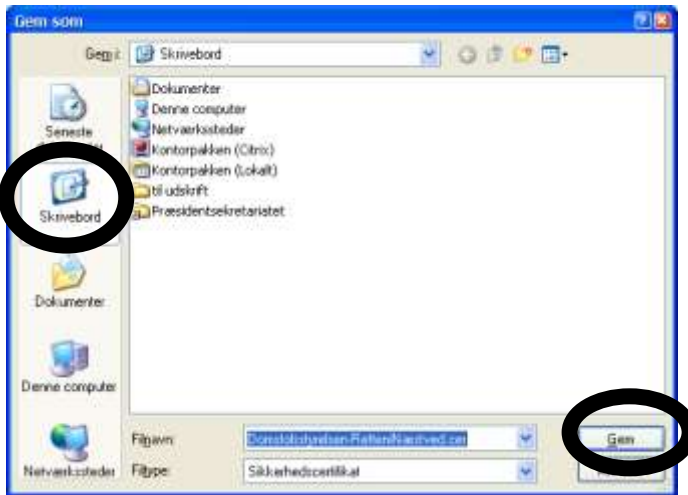 Gem som
Gem i: Skrivebord
Seneste
Skrivebord
Dokumenter
Denne computer
Netværkssteder
Dokumenter
Denne computer
Netværkssteder
Kontorpakken (Citrix)
Kontorpakken (Lokalt)
til udskrift
Præsidentsekretariatet
Filnavn: Domstolsstyrelsen-RetteniNæstved.cer
Gem
Filtype: Sikkerhedscertifikat